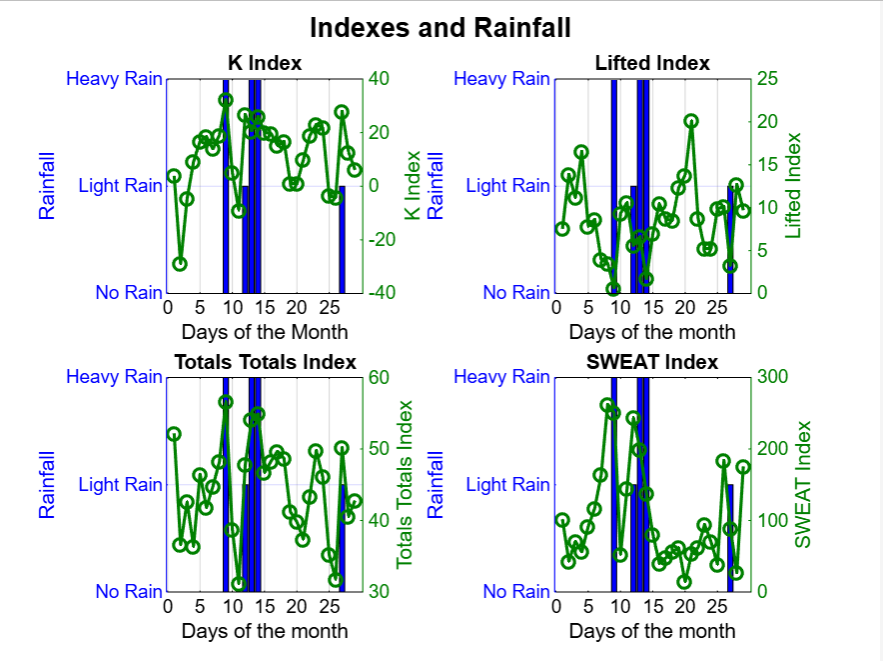 Indexes and Rainfall
K Index
Heavy Rain
Light Rain
No Rain
Rainfall
40
20
0
-20
-40
K Index
0 5 10 15 20 25
Days of the Month
Lifted Index
Heavy Rain
Light Rain
No Rain
Rainfall
25
20
15
10
5
0
Lifted Index
0 5 10 15 20 25
Days of the month
Totals Totals Index
Heavy Rain
Light Rain
No Rain
Rainfall
60
50
40
30
Totals Totals Index
0 5 10 15 20 25
Days of the month
SWEAT Index
Heavy Rain
Light Rain
No Rain
Rainfall
300
200
100
0
SWEAT Index
0 5 10 15 20 25
Days of the month